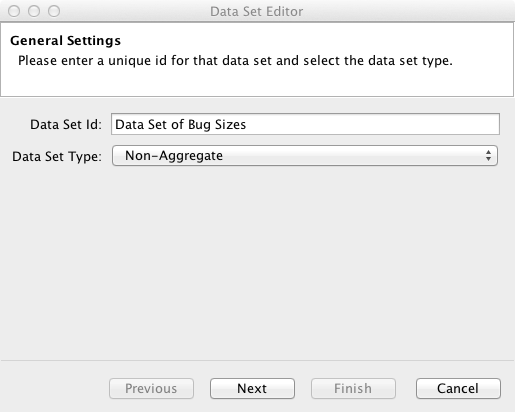 Data Set Editor
General Settings
Please enter a unique id for that data set and select the data set type.
Data Set Id: Data Set of Bug Sizes
Data Set Type: Non-Aggregate
Previous Next Finish Cancel